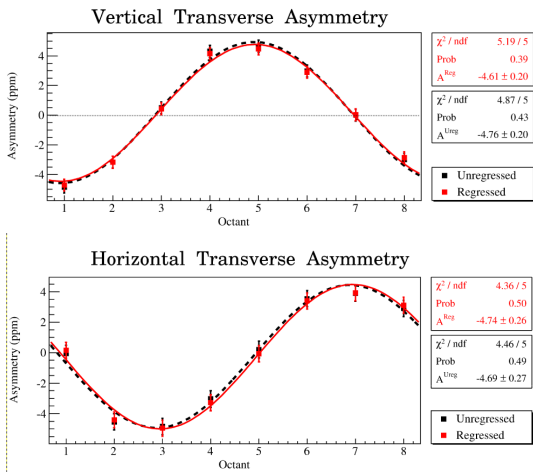 Vertical Transverse Asymmetry
Asymmetry (ppm)
4
2
0
-2
-4
1 2 3 4 5 6 7 8
Octant
χ² / ndf 5.19 / 5
Prob 0.39
A^Reg -4.61 ± 0.20
χ² / ndf 4.87 / 5
Prob 0.43
A^Ureg -4.76 ± 0.20
Unregressed
Regressed
Horizontal Transverse Asymmetry
Asymmetry (ppm)
4
2
0
-2
-4
1 2 3 4 5 6 7 8
Octant
χ² / ndf 4.36 / 5
Prob 0.50
A^Reg -4.74 ± 0.26
χ² / ndf 4.46 / 5
Prob 0.49
A^Ureg -4.69 ± 0.27
Unregressed
Regressed